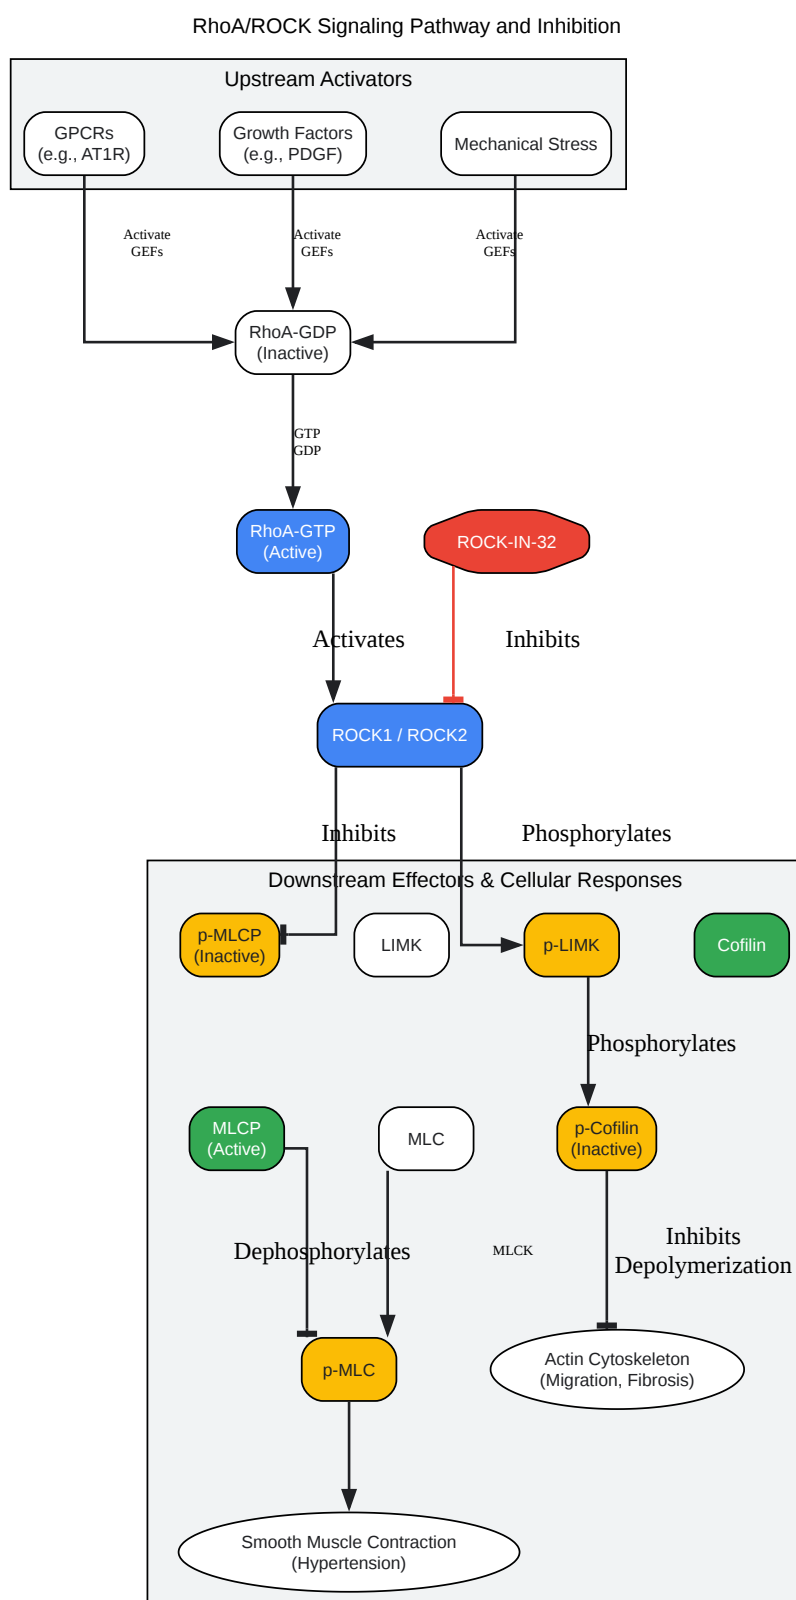 RhoA/ROCK Signaling Pathway and Inhibition
Upstream Activators
GPCRs
(e.g., AT1R)
Growth Factors
(e.g., PDGF)
Mechanical Stress
Activate
GEFs
Activate
GEFs
Activate
GEFs
RhoA-GDP
(Inactive)
GTP
GDP
RhoA-GTP
(Active)
ROCK-IN-32
Activates
Inhibits
ROCK1 / ROCK2
Inhibits
Phosphorylates
Downstream Effectors & Cellular Responses
p-MLCP
(Inactive)
LIMK
p-LIMK
Cofilin
Phosphorylates
MLCP
(Active)
MLC
p-Cofilin
(Inactive)
Dephosphorylates
MLCK
Inhibits
Depolymerization
p-MLC
Actin Cytoskeleton
(Migration, Fibrosis)
Smooth Muscle Contraction
(Hypertension)